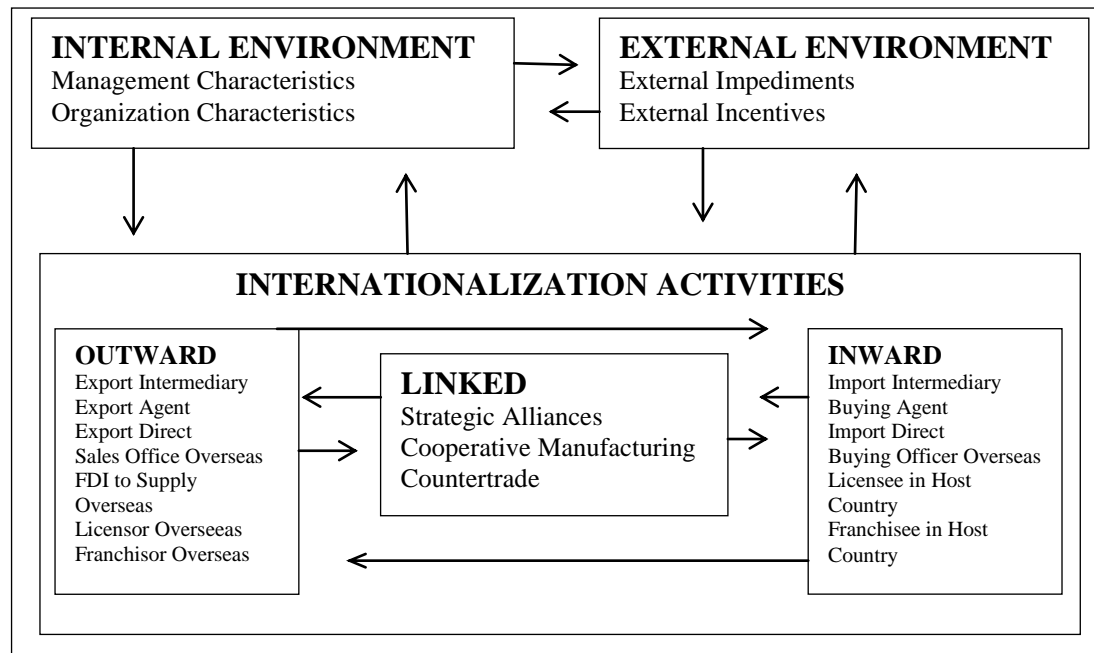 INTERNAL ENVIRONMENT
Management Characteristics
Organization Characteristics
EXTERNAL ENVIRONMENT
External Impediments
External Incentives
INTERNATIONALIZATION ACTIVITIES
OUTWARD
Export Intermediary
Export Agent
Export Direct
Sales Office Overseas
FDI to Supply
Overseas
Licensor Overseeas
Franchisor Overseas
LINKED
Strategic Alliances
Cooperative Manufacturing
Countertrade
INWARD
Import Intermediary
Buying Agent
Import Direct
Buying Officer Overseas
Licensee in Host
Country
Franchisee in Host
Country